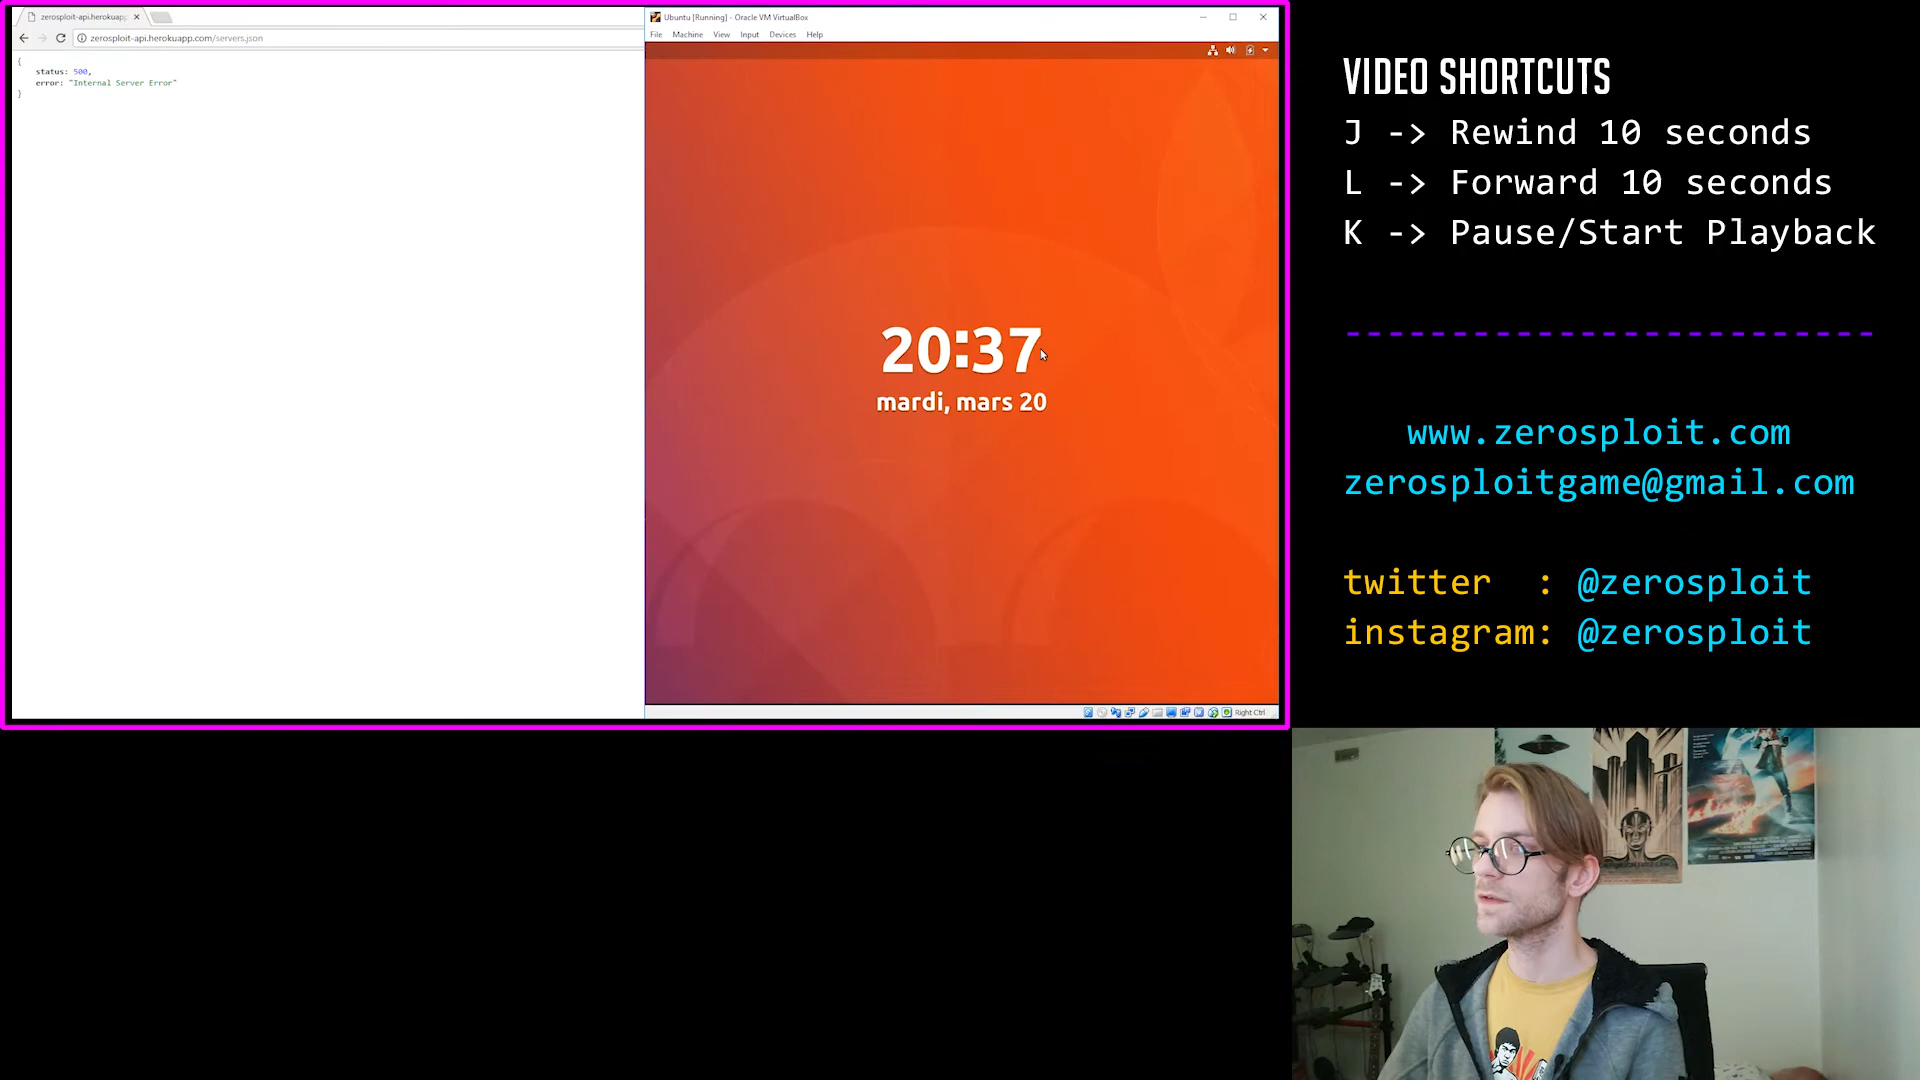 zerosploit-api.herokuapp
zerosploit-api.herokuapp.com/servers.json
{
status: 500,
error: "Internal Server Error"
}
Ubuntu [Running] - Oracle VM VirtualBox
File Machine View Input Devices Help
20:37
mardi, mars 20
Right Ctrl
VIDEO SHORTCUTS
J -> Rewind 10 seconds
L -> Forward 10 seconds
K -> Pause/Start Playback
---------------------------
www.zerosploit.com
zerosploitgame@gmail.com
twitter : @zerosploit
instagram: @zerosploit